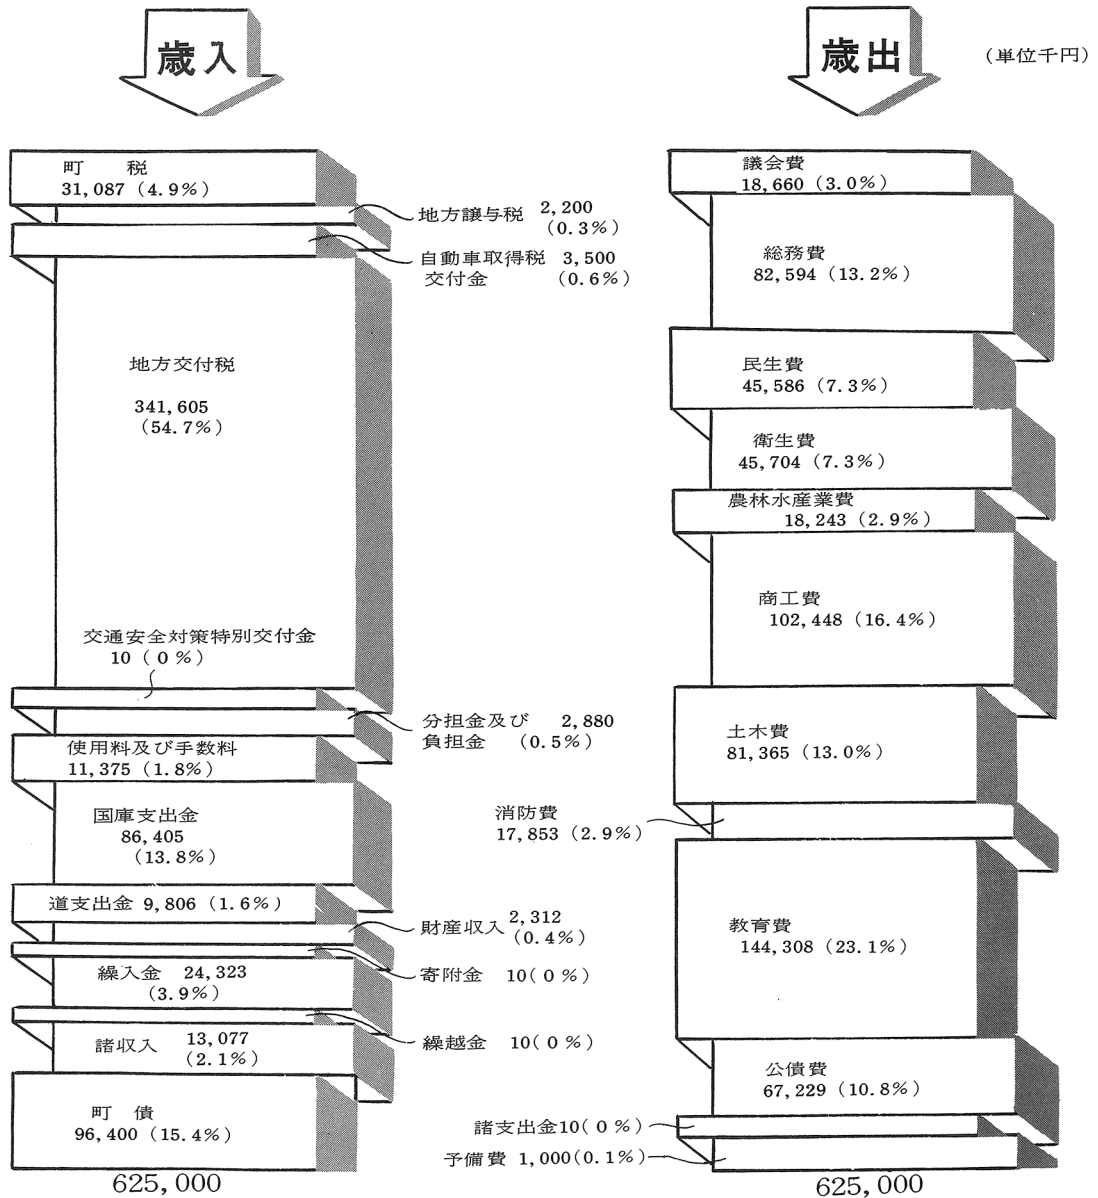 歳入
町　税
31,087（4.9％）
地方譲与税 2,200
（0.3％）
自動車取得税 3,500
交付金 （0.6％）
地方交付税
341,605
（54.7％）
交通安全対策特別交付金
10（0％）
分担金及び 2,880
負担金 （0.5％）
使用料及び手数料
11,375（1.8％）
国庫支出金
86,405
（13.8％）
道支出金 9,806（1.6％）
財産収入 2,312
（0.4％）
寄附金 10（0％）
繰入金 24,323
（3.9％）
繰越金 10（0％）
諸収入 13,077
（2.1％）
町　債
96,400（15.4％）
625,000
歳出
（単位千円）
議会費
18,660（3.0％）
総務費
82,594（13.2％）
民生費
45,586（7.3％）
衛生費
45,704（7.3％）
農林水産業費
18,243（2.9％）
商工費
102,448（16.4％）
土木費
81,365（13.0％）
消防費
17,853（2.9％）
教育費
144,308（23.1％）
公債費
67,229（10.8％）
諸支出金10（0％）
予備費 1,000（0.1％）
625,000